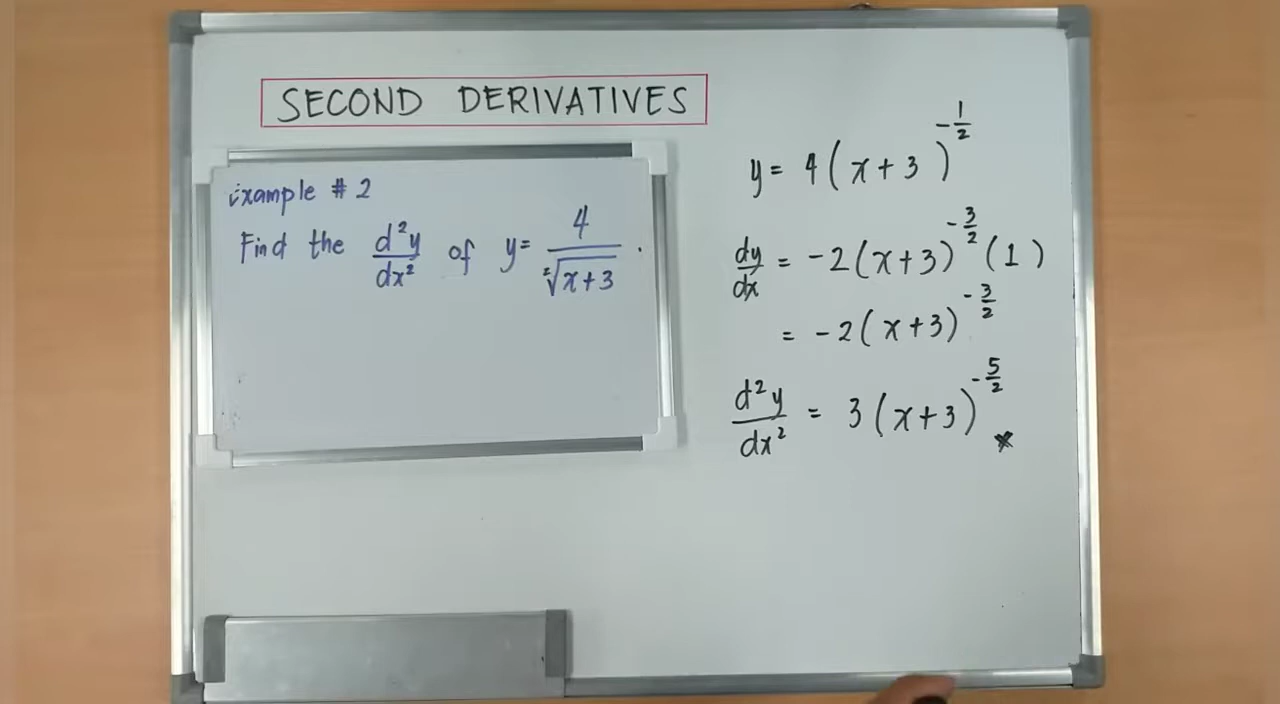 SECOND DERIVATIVES
Example # 2
Find the d²y/dx² of y = 4/²√(x+3) .
y = 4(x+3)^(-1/2)
dy/dx = -2(x+3)^(-3/2) (1)
= -2(x+3)^(-3/2)
d²y/dx² = 3(x+3)^(-5/2) *